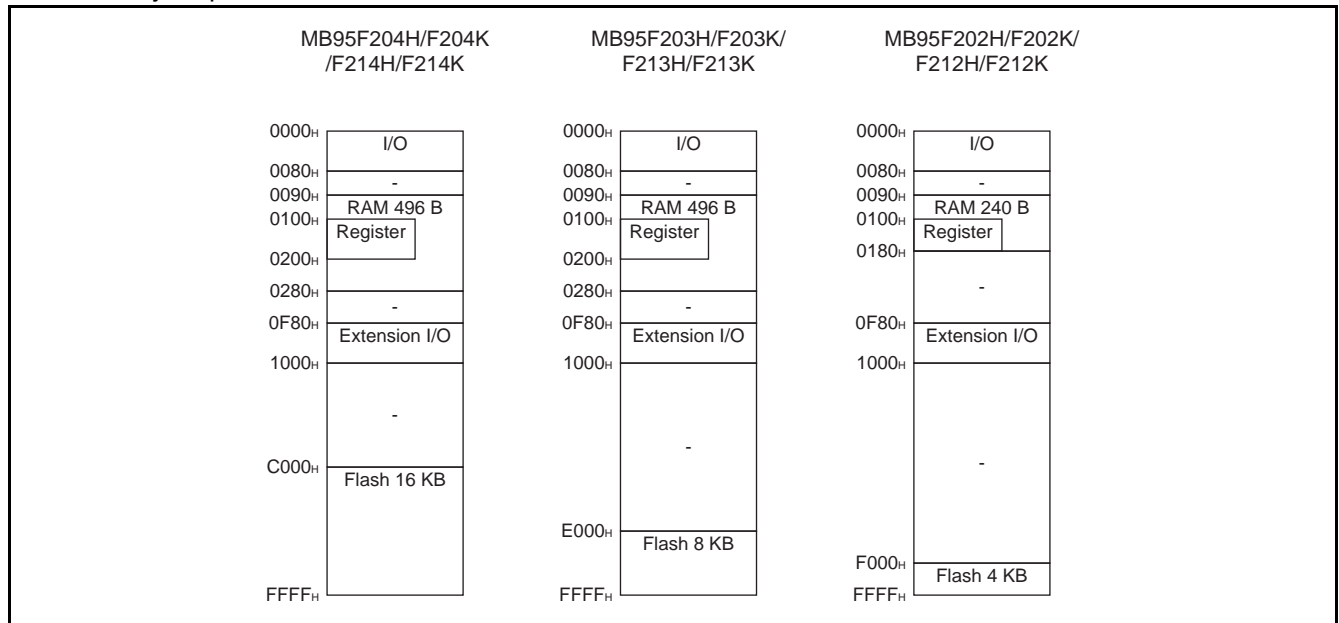 MB95F204H/F204K
/F214H/F214K
0000H
I/O
0080H
-
0090H
RAM 496 B
0100H
Register
0200H
0280H
-
0F80H
Extension I/O
1000H
-
C000H
Flash 16 KB
FFFFH
MB95F203H/F203K/
F213H/F213K
0000H
I/O
0080H
-
0090H
RAM 496 B
0100H
Register
0200H
0280H
-
0F80H
Extension I/O
1000H
-
E000H
Flash 8 KB
FFFFH
MB95F202H/F202K/
F212H/F212K
0000H
I/O
0080H
-
0090H
RAM 240 B
0100H
Register
0180H
-
0F80H
Extension I/O
1000H
-
F000H
Flash 4 KB
FFFFH